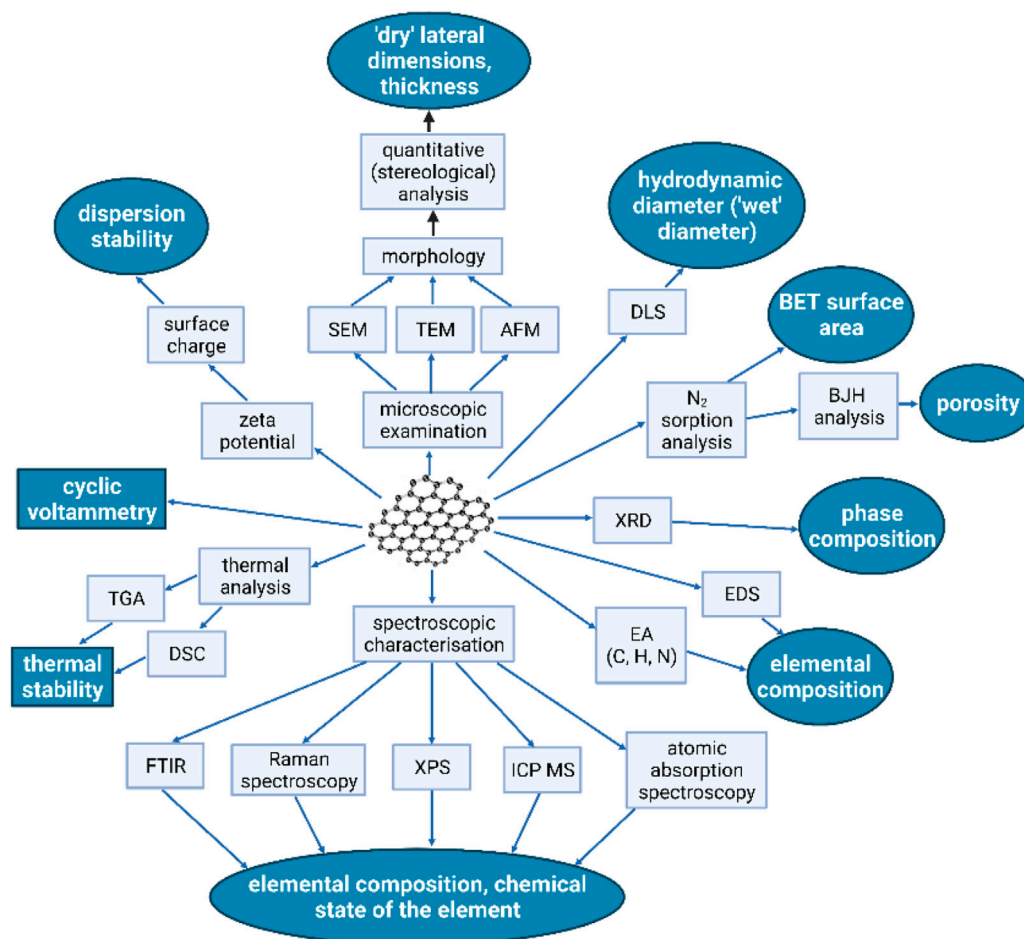 'dry' lateral
dimensions,
thickness
quantitative
(stereological)
analysis
hydrodynamic
diameter ('wet'
diameter)
dispersion
stability
morphology
BET surface
area
DLS
surface
charge
SEM
TEM
AFM
N₂
sorption
analysis
BJH
analysis
porosity
zeta
potential
microscopic
examination
cyclic
voltammetry
XRD
phase
composition
thermal
analysis
TGA
EDS
spectroscopic
characterisation
EA
(C, H, N)
DSC
thermal
stability
elemental
composition
FTIR
Raman
spectroscopy
XPS
ICP MS
atomic
absorption
spectroscopy
elemental composition, chemical
state of the element